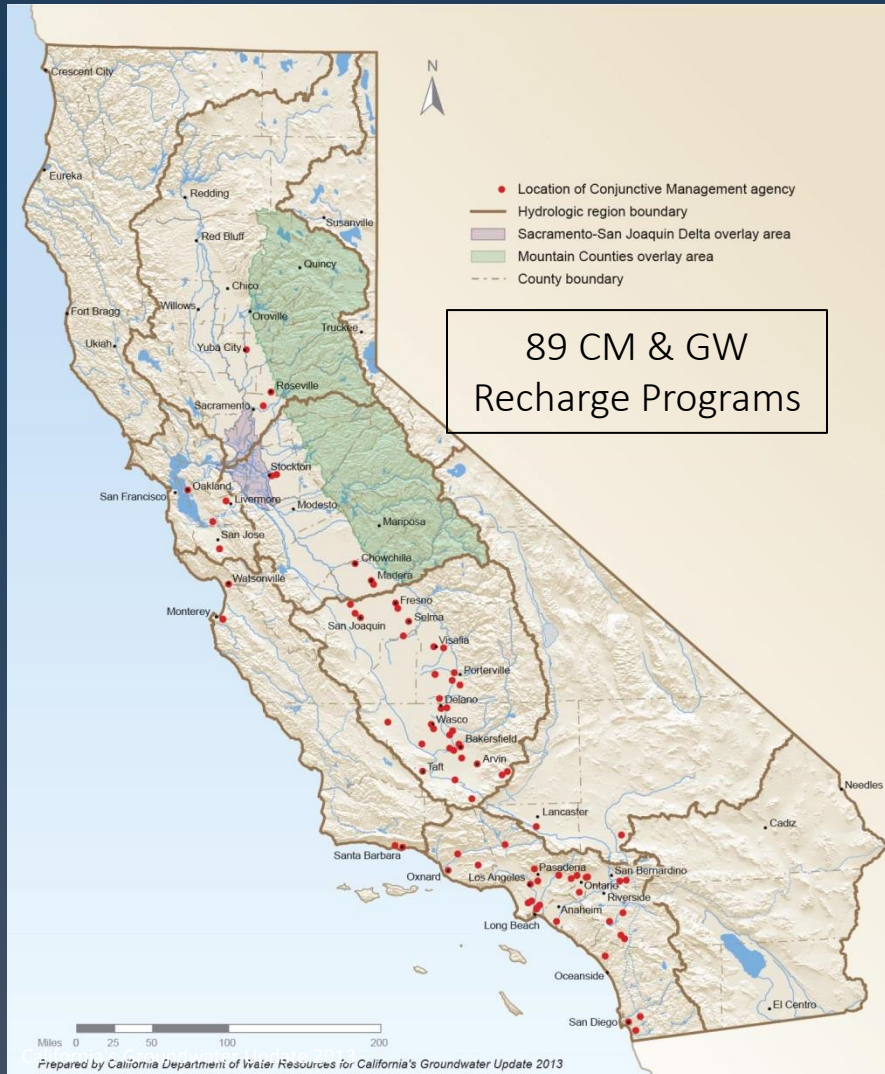 Crescent City
N
Eureka
Redding
Location of Conjunctive Management agency
Hydrologic region boundary
Sacramento-San Joaquin Delta overlay area
Mountain Counties overlay area
County boundary
Susanville
Red Bluff
Quincy
Chico
Fort Bragg
Willows
Oroville
Truckee
Ukiah
Yuba City
89 CM & GW
Recharge Programs
Roseville
Sacramento
Stockton
San Francisco
Oakland
Livermore
Modesto
Mariposa
San Jose
Chowchilla
Madera
Watsonville
Monterey
Fresno
San Joaquin
Selma
Visalia
Porterville
Delano
Wasco
Bakersfield
Taft
Arvin
Needles
Lancaster
Cadiz
Santa Barbara
Oxnard
Pasadena
San Bernardino
Los Angeles
Ontario
Riverside
Long Beach
Anaheim
Oceanside
El Centro
San Diego
Miles 0 25 50 100 200
California's Groundwater Update 2013
Prepared by California Department of Water Resources for California's Groundwater Update 2013